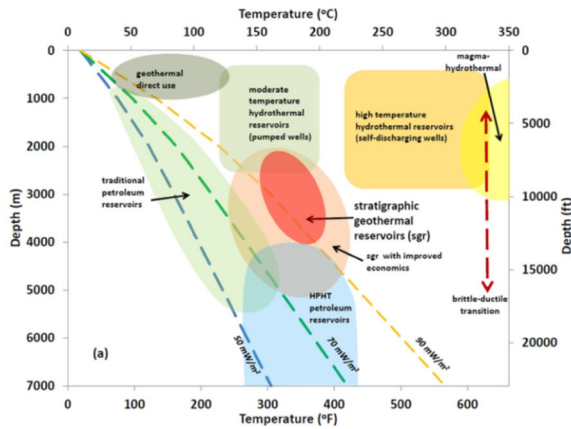 Temperature (°C)
0 50 100 150 200 250 300 350
0
1000
2000
3000
4000
5000
6000
7000
Depth (m)
0
5000
10000
15000
20000
Depth (ft)
geothermal
direct use
moderate
temperature
hydrothermal
reservoirs
(pumped wells)
magma-
hydrothermal
high temperature
hydrothermal reservoirs
(self-discharging wells)
traditional
petroleum
reservoirs
stratigraphic
geothermal
reservoirs (sgr)
sgr with improved
economics
HPHT
petroleum
reservoirs
brittle-ductile
transition
(a)
50 mW/m²
70 mW/m²
90 mW/m²
0 100 200 300 400 500 600
Temperature (°F)